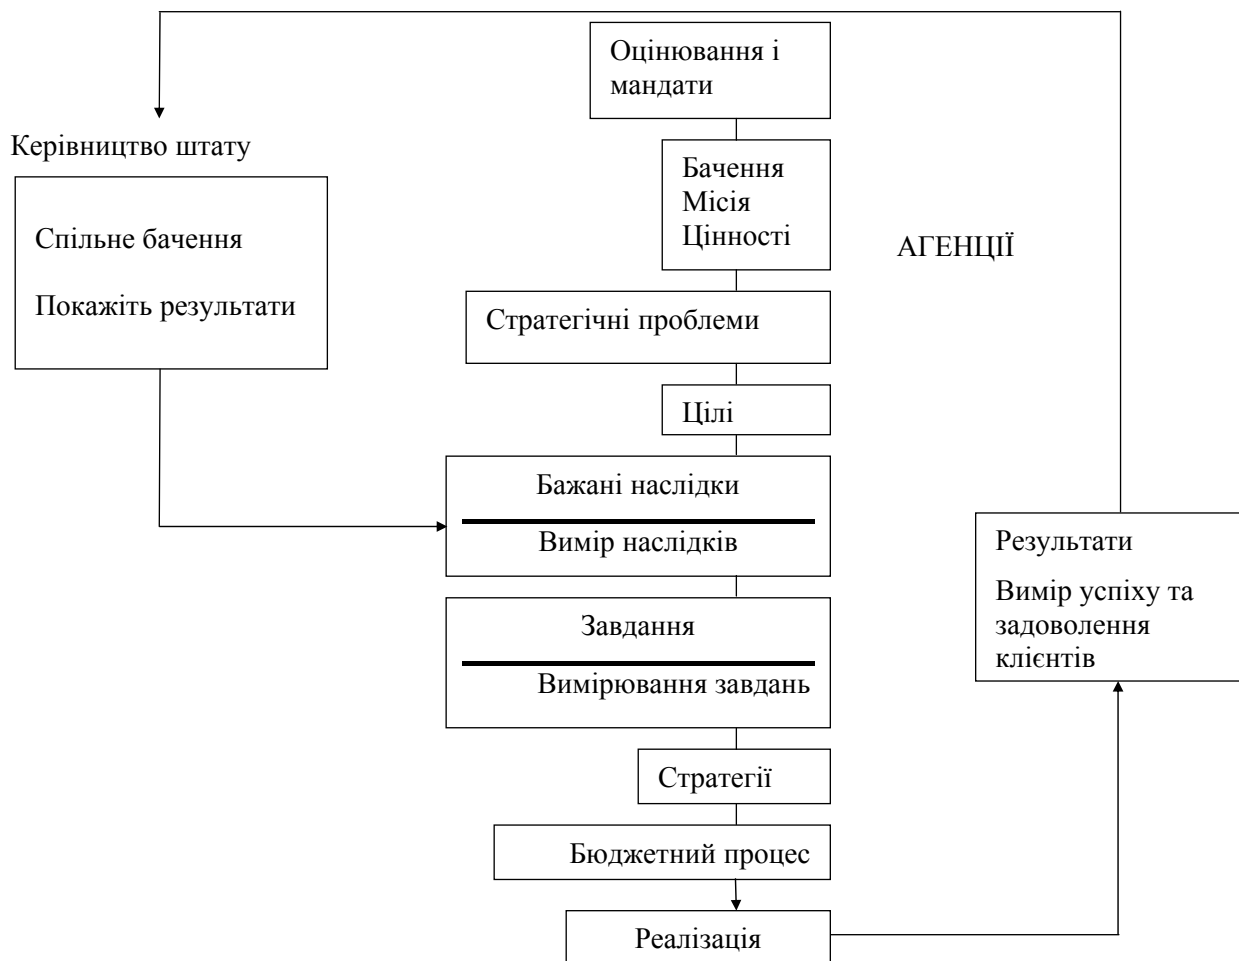 Оцінювання і
мандати
Керівництво штату
Спільне бачення
Покажіть результати
Бачення
Місія
Цінності
АГЕНЦІЇ
Стратегічні проблеми
Цілі
Бажані наслідки
Вимір наслідків
Завдання
Вимірювання завдань
Результати
Вимір успіху та
задоволення
клієнтів
Стратегії
Бюджетний процес
Реалізація